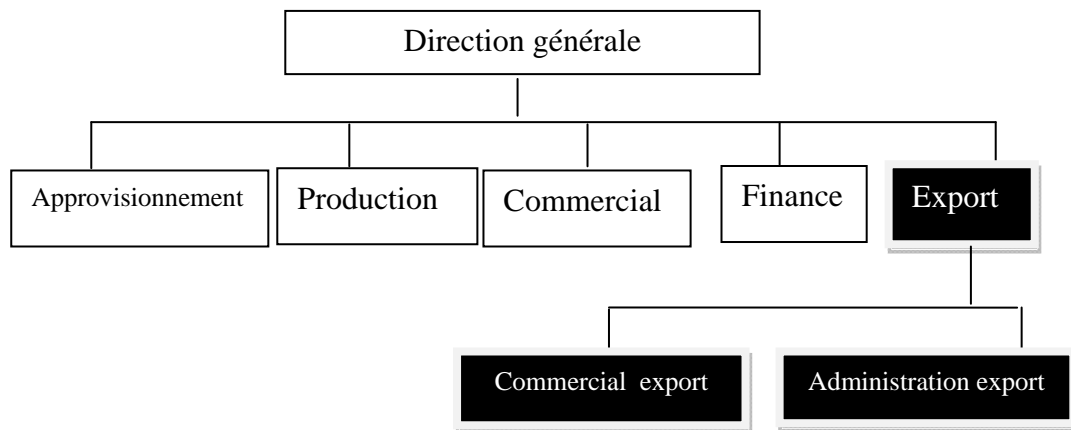 Direction générale
Approvisionnement
Production
Commercial
Finance
Export
Commercial export
Administration export